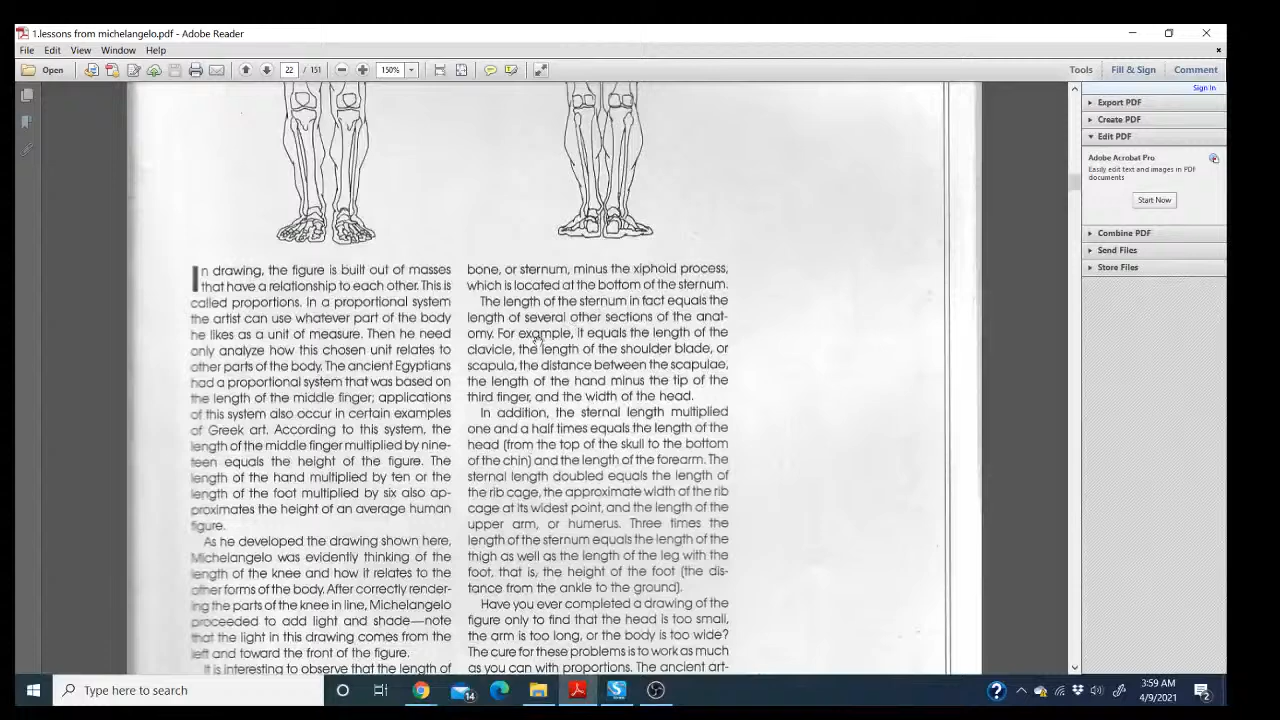 1.lessons from michelangelo.pdf - Adobe Reader
File Edit View Window Help
Open 22 / 151 150% Tools Fill & Sign Comment
Sign In
Export PDF
Create PDF
Edit PDF
Adobe Acrobat Pro
Easily edit text and images in PDF
documents
Start Now
Combine PDF
Send Files
Store Files
In drawing, the figure is built out of masses
that have a relationship to each other. This is
called proportions. In a proportional system
the artist can use whatever part of the body
he likes as a unit of measure. Then he need
only analyze how this chosen unit relates to
other parts of the body. The ancient Egyptians
had a proportional system that was based on
the length of the middle finger; applications
of this system also occur in certain examples
of Greek art. According to this system, the
length of the middle finger multiplied by nine-
teen equals the height of the figure. The
length of the hand multiplied by ten or the
length of the foot multiplied by six also ap-
proximates the height of an average human
figure.
As he developed the drawing shown here,
Michelangelo was evidently thinking of the
length of the knee and how it relates to the
other forms of the body. After correctly render-
ing the parts of the knee in line, Michelangelo
proceeded to add light and shade—note
that the light in this drawing comes from the
left and toward the front of the figure.
It is interesting to observe that the length of
bone, or sternum, minus the xiphoid process,
which is located at the bottom of the sternum.
The length of the sternum in fact equals the
length of several other sections of the anat-
omy. For example, it equals the length of the
clavicle, the length of the shoulder blade, or
scapula, the distance between the scapulae,
the length of the hand minus the tip of the
third finger, and the width of the head.
In addition, the sternal length multiplied
one and a half times equals the length of the
head (from the top of the skull to the bottom
of the chin) and the length of the forearm. The
sternal length doubled equals the length of
the rib cage, the approximate width of the rib
cage at its widest point, and the length of the
upper arm, or humerus. Three times the
length of the sternum equals the length of the
thigh as well as the length of the leg with the
foot, that is, the height of the foot (the dis-
tance from the ankle to the ground).
Have you ever completed a drawing of the
figure only to find that the head is too small,
the arm is too long, or the body is too wide?
The cure for these problems is to work as much
as you can with proportions. The ancient art-
Type here to search
14
3:59 AM
4/9/2021
2